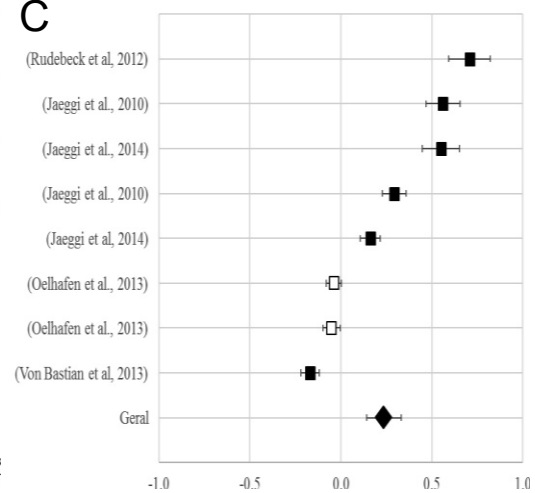 C
(Rudebeck et al, 2012)
(Jaeggi et al., 2010)
(Jaeggi et al., 2014)
(Jaeggi et al., 2010)
(Jaeggi et al, 2014)
(Oelhafen et al., 2013)
(Oelhafen et al., 2013)
(Von Bastian et al, 2013)
Geral
-1.0 -0.5 0.0 0.5 1.0